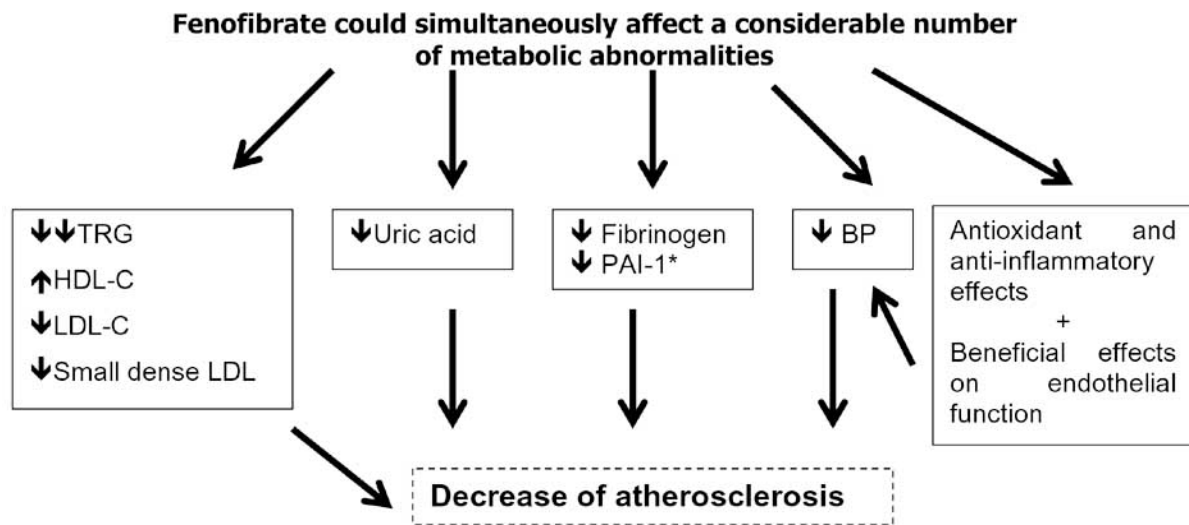 Fenofibrate could simultaneously affect a considerable number
of metabolic abnormalities
↓↓TRG
↑HDL-C
↓LDL-C
↓Small dense LDL
↓Uric acid
↓ Fibrinogen
↓ PAI-1*
↓ BP
Antioxidant and
anti-inflammatory
effects
+
Beneficial effects
on endothelial
function
Decrease of atherosclerosis